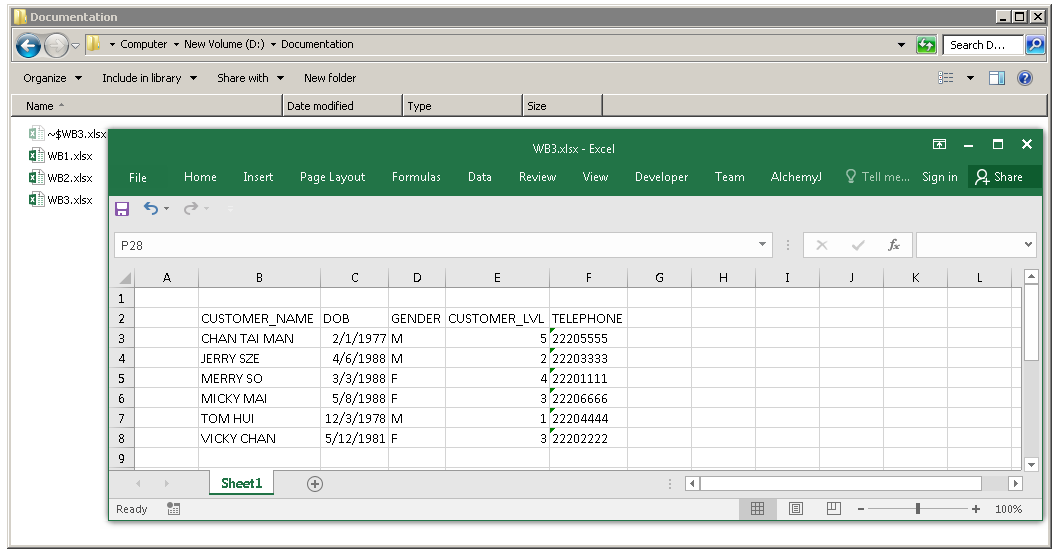 Documentation
Computer New Volume (D:) Documentation Search D...
Organize Include in library Share with New folder
Name Date modified Type Size
~$WB3.xlsx
WB1.xlsx
WB2.xlsx
WB3.xlsx
WB3.xlsx - Excel
File Home Insert Page Layout Formulas Data Review View Developer Team AlchemyJ Tell me... Sign in Share
P28 fx
A B C D E F G H I J K L
1
2 CUSTOMER_NAME DOB GENDER CUSTOMER_LVL TELEPHONE
3 CHAN TAI MAN 2/1/1977 M 5 22205555
4 JERRY SZE 4/6/1988 M 2 22203333
5 MERRY SO 3/3/1988 F 4 22201111
6 MICKY MAI 5/8/1988 F 3 22206666
7 TOM HUI 12/3/1978 M 1 22204444
8 VICKY CHAN 5/12/1981 F 3 22202222
9
Sheet1
Ready 100%